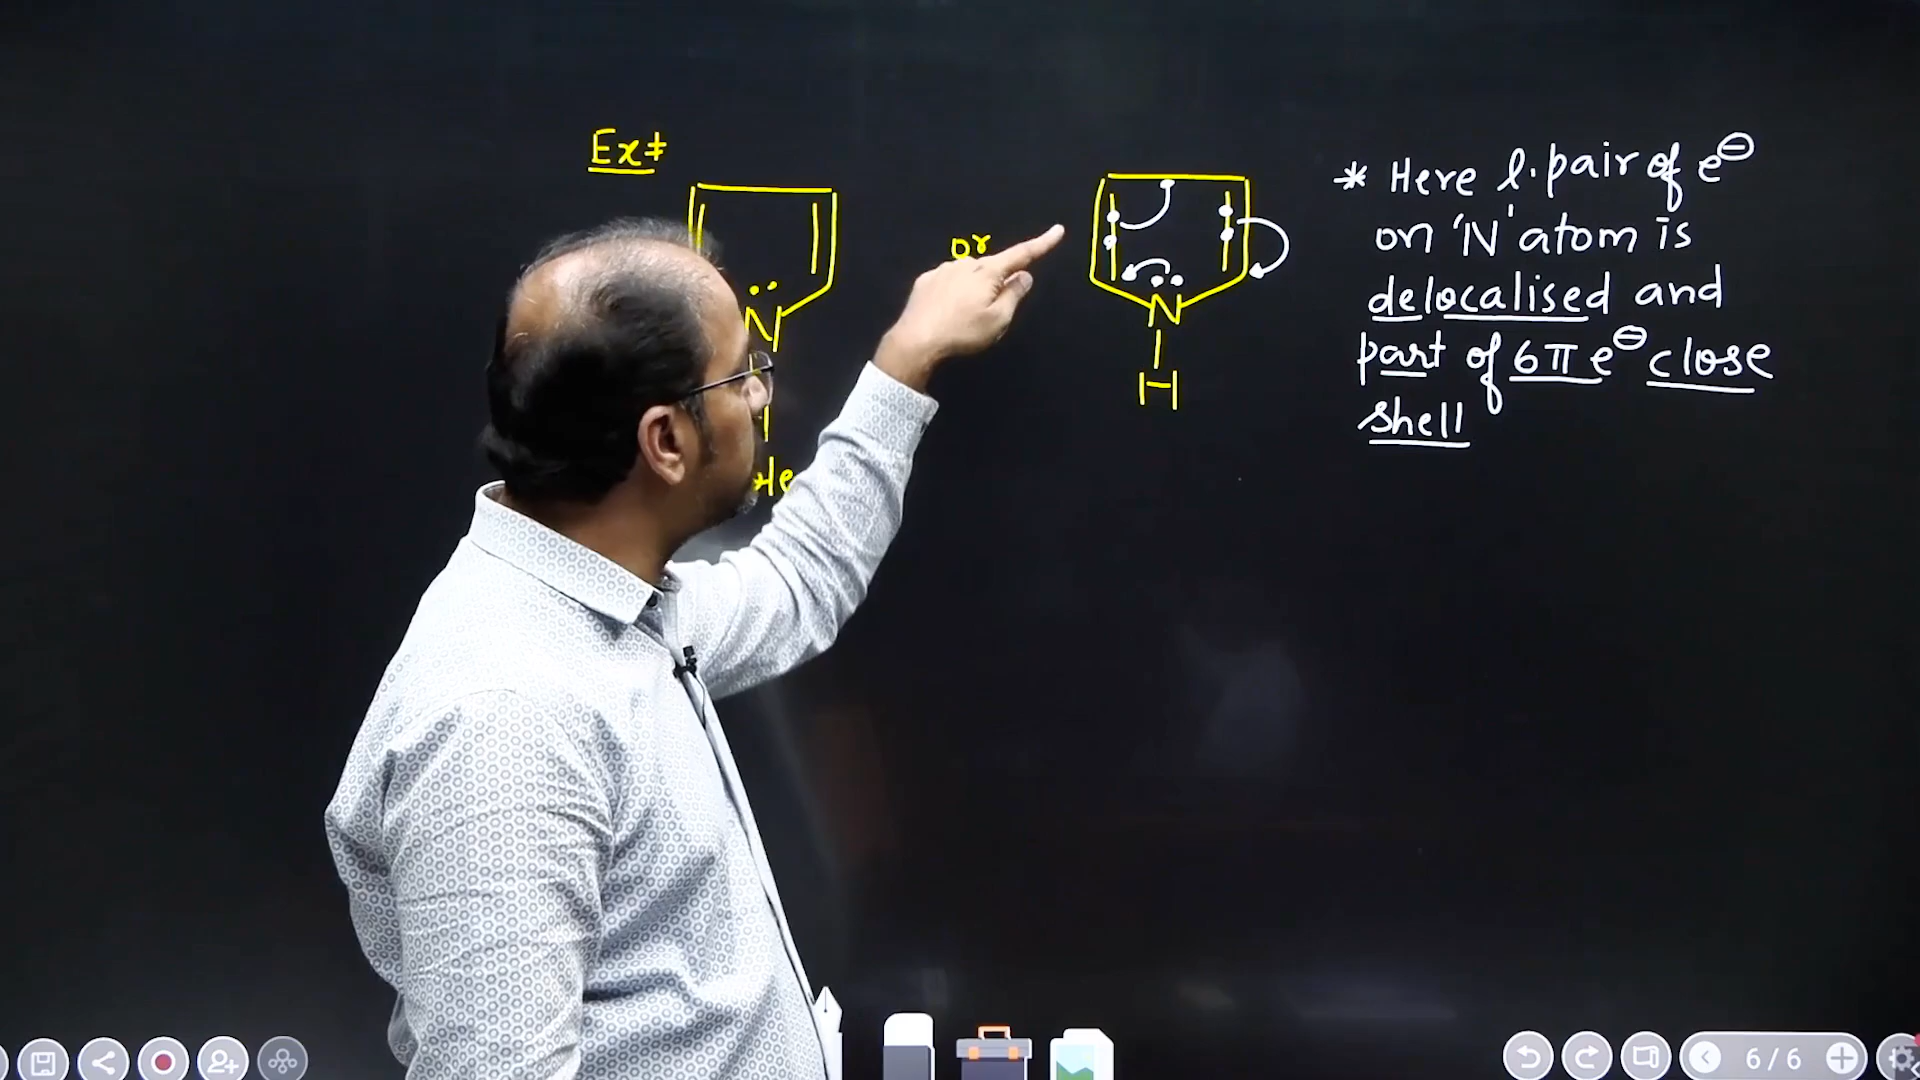 Ex:
N
or
N
H
* Here l. pair of e⊖
on 'N' atom is
delocalised and
part of 6π e⊖ close
shell
6 / 6